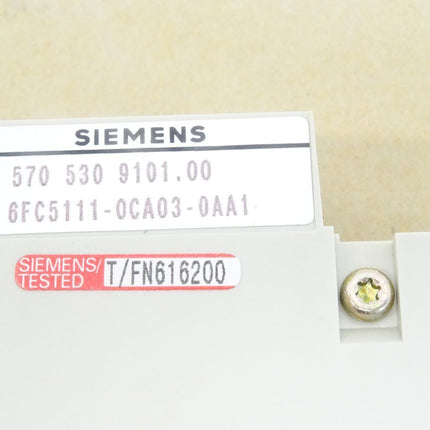 SIEMENS
570 530 9101.00
6FC5111-0CA03-0AA1
SIEMENS/
TESTED
T/FN616200